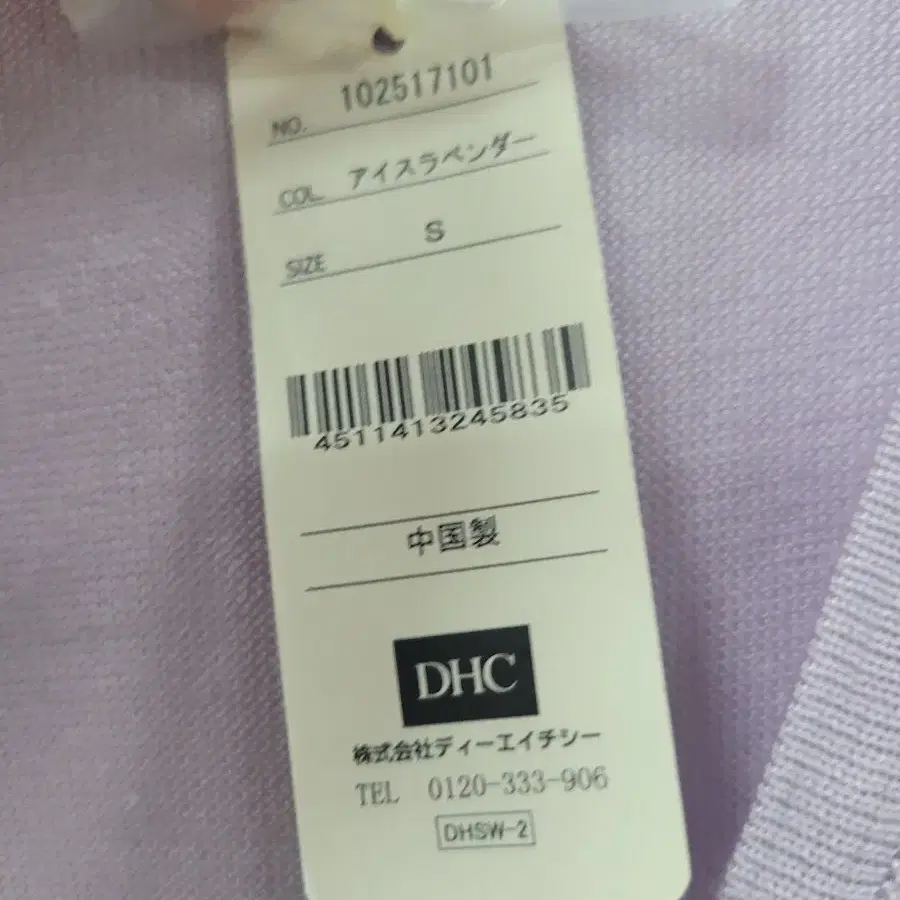 NO. 102517101
COL アイスラベンダー
SIZE S
4511413245835
中国製
DHC
株式会社ディーエイチシー
TEL 0120-333-906
DHSW-2